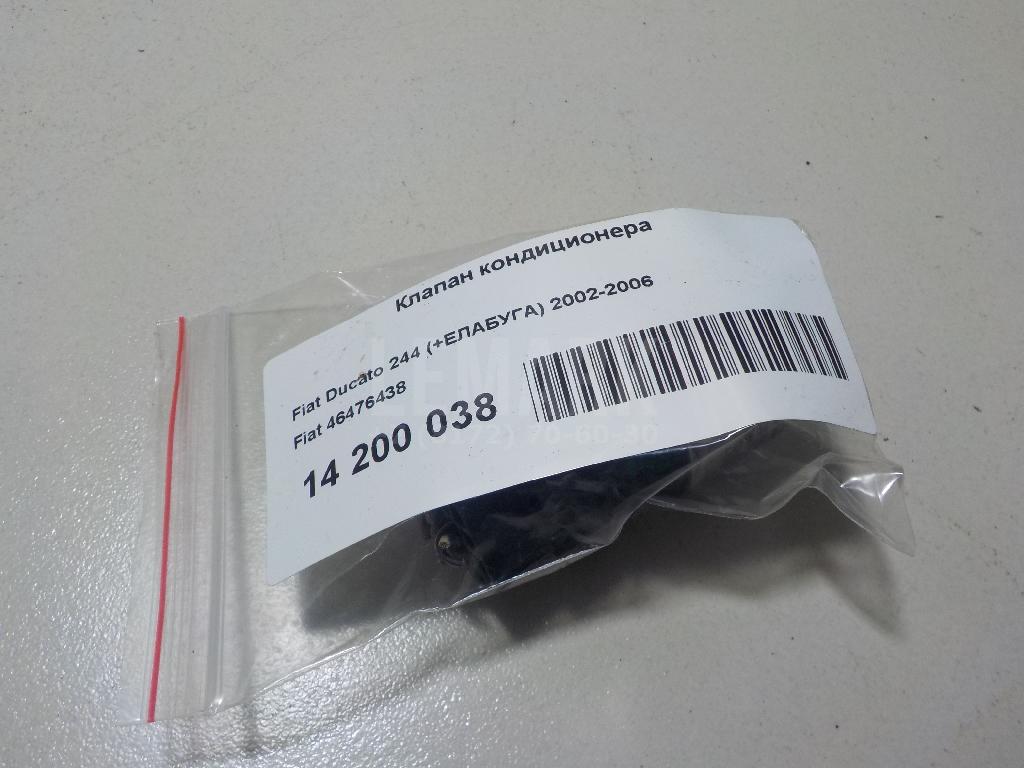 Клапан кондиционера
Fiat Ducato 244 (+ЕЛАБУГА) 2002-2006
Fiat 46476438
14 200 038